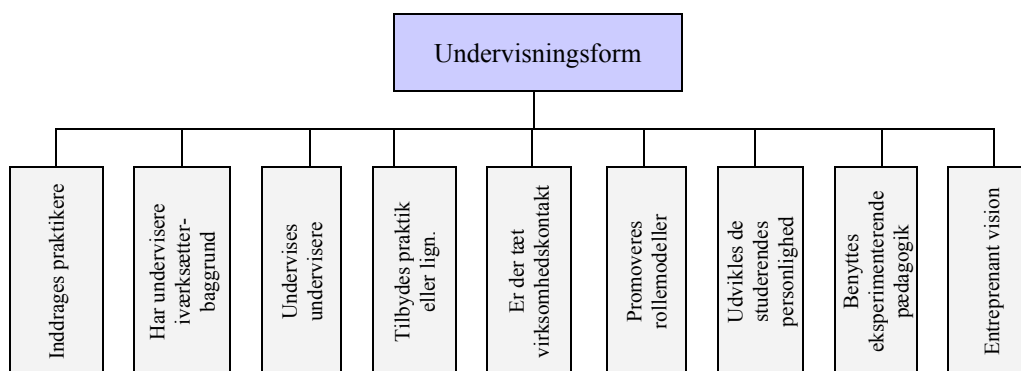 Undervisningsform
Inddrages praktikere
Har undervisere
iværksætter-
baggrund
Undervises
undervisere
Tilbydes praktik
eller lign.
Er der tæt
virksomhedskontakt
Promoveres
rollemodeller
Udvikles de
studerendes
personlighed
Benyttes
eksperimenterende
pædagogik
Entreprenant vision